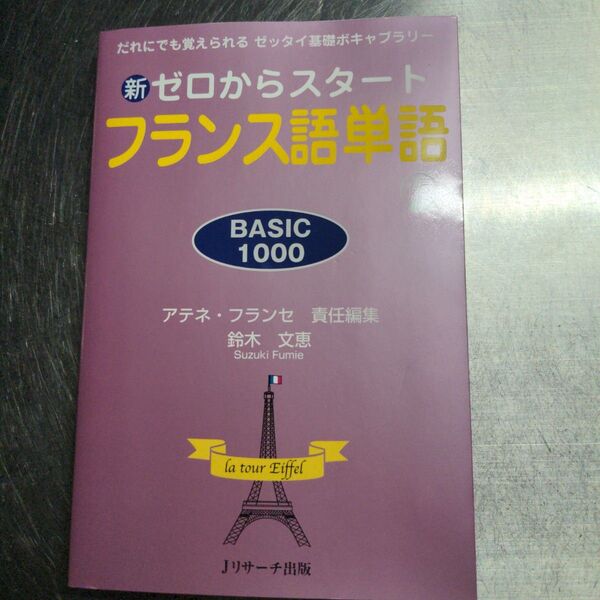 だれにでも覚えられる ゼッタイ基礎ボキャブラリー
新 ゼロからスタート
フランス語単語
BASIC
1000
アテネ・フランセ 責任編集
鈴木 文恵
Suzuki Fumie
la tour Eiffel
Jリサーチ出版